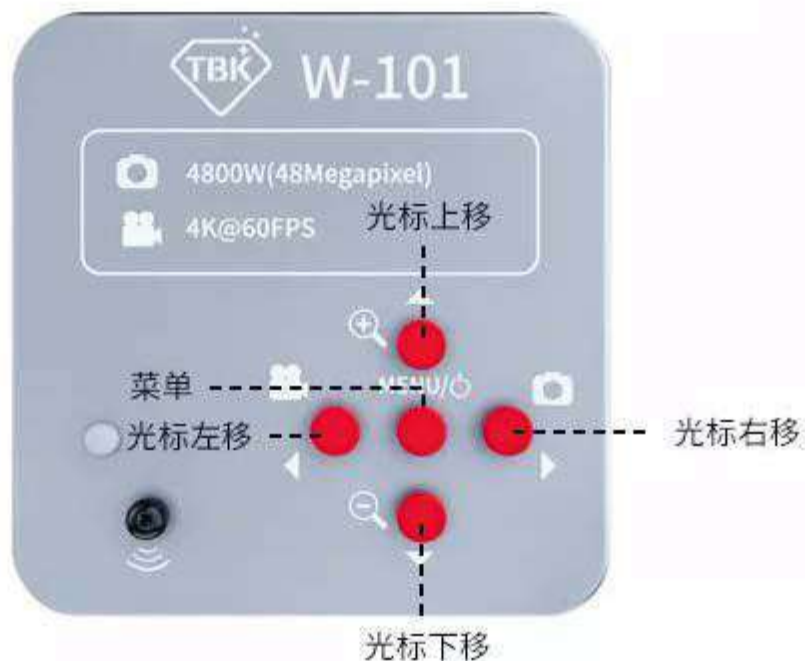 TBK
W-101
4800W(48Megapixel)
4K@60FPS
光标上移
菜单
MENU/
光标左移
光标右移
光标下移